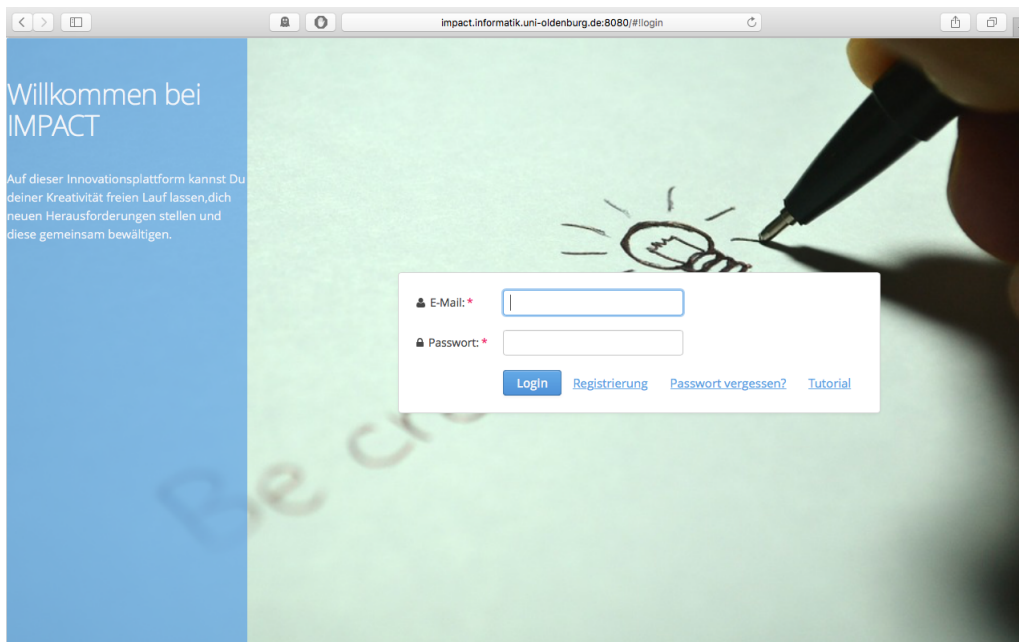 impact.informatik.uni-oldenburg.de:8080/#!login
Willkommen bei
IMPACT
Auf dieser Innovationsplattform kannst Du
deiner Kreativität freien Lauf lassen,dich
neuen Herausforderungen stellen und
diese gemeinsam bewältigen.
E-Mail: *
Passwort: *
Login Registrierung Passwort vergessen? Tutorial
Be